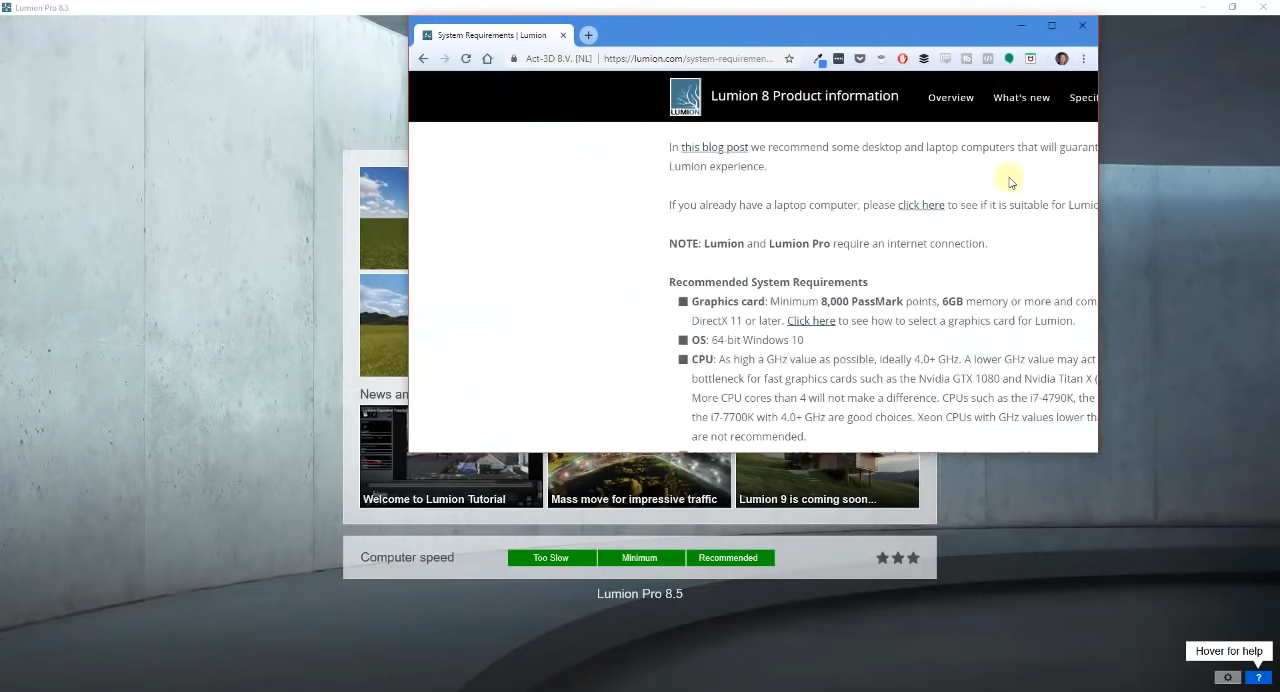 Lumion Pro 8.5
System Requirements | Lumion
Act-3D B.V. [NL] https://lumion.com/system-requiremen...
LUMION
Lumion 8 Product information
Overview
What's new
In this blog post we recommend some desktop and laptop computers that will guarant
Lumion experience.
If you already have a laptop computer, please click here to see if it is suitable for Lumio
NOTE: Lumion and Lumion Pro require an internet connection.
Recommended System Requirements
Graphics card: Minimum 8,000 PassMark points, 6GB memory or more and com
DirectX 11 or later. Click here to see how to select a graphics card for Lumion.
OS: 64-bit Windows 10
CPU: As high a GHz value as possible, ideally 4.0+ GHz. A lower GHz value may act
bottleneck for fast graphics cards such as the Nvidia GTX 1080 and Nvidia Titan X
More CPU cores than 4 will not make a difference. CPUs such as the i7-4790K, the
the i7-7700K with 4.0+ GHz are good choices. Xeon CPUs with GHz values lower tha
are not recommended.
News an
Welcome to Lumion Tutorial
Mass move for impressive traffic
Lumion 9 is coming soon...
Computer speed
Too Slow
Minimum
Recommended
Lumion Pro 8.5
Hover for help
?